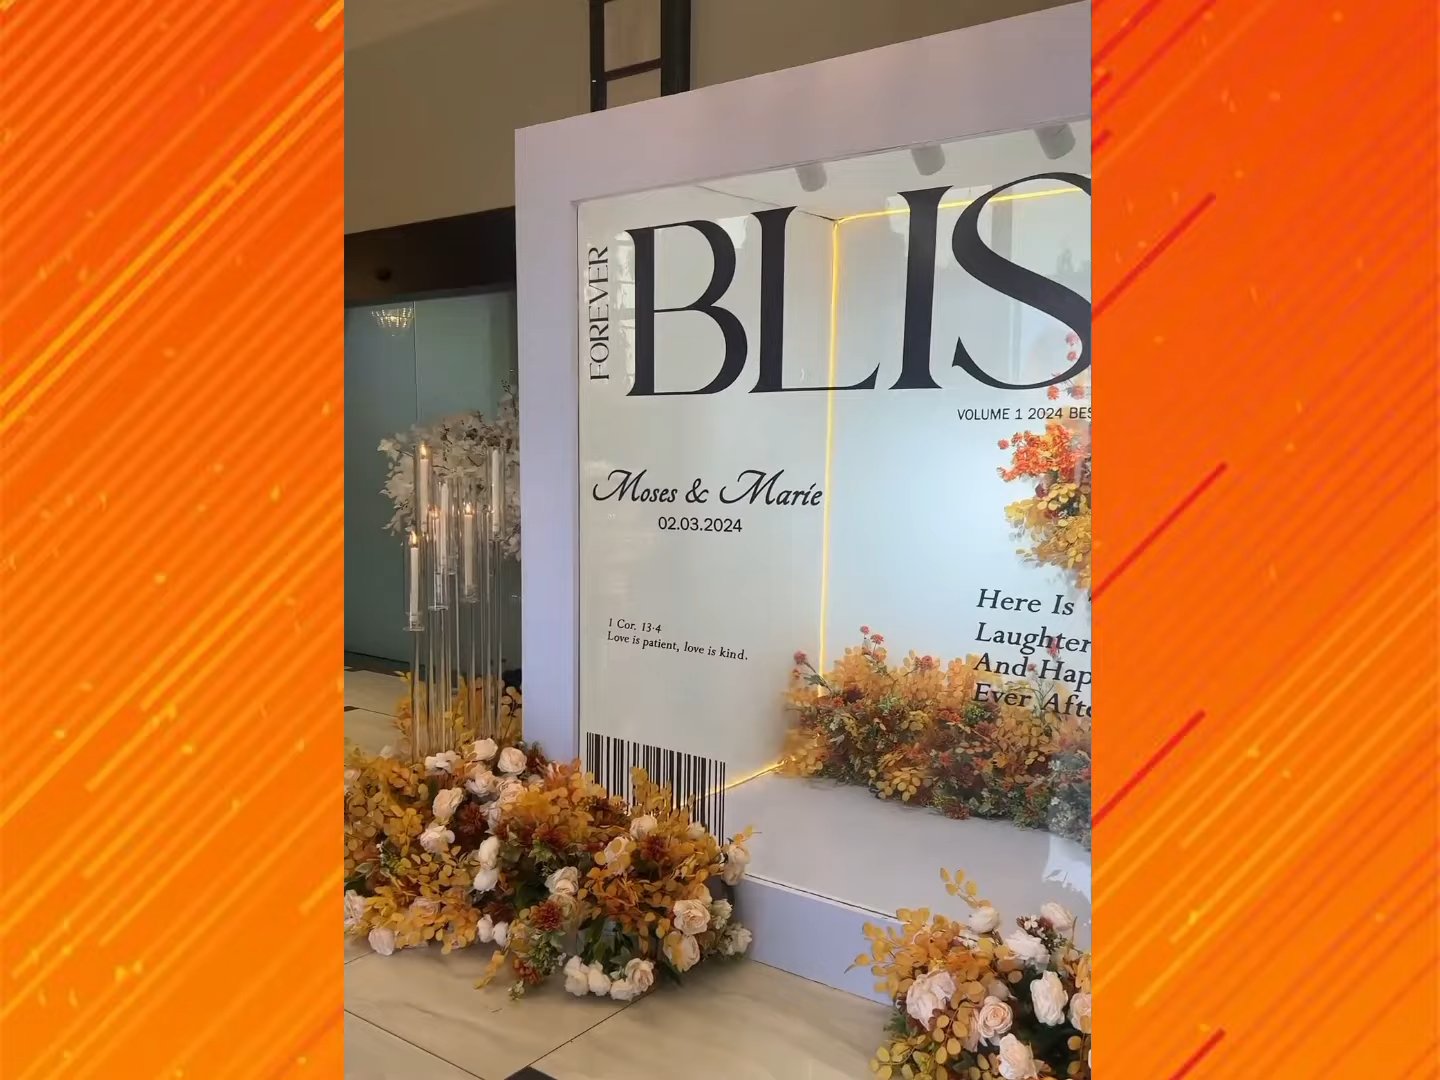 FOREVER
BLIS
VOLUME 1 2024 BES
Moses & Marie
02.03.2024
1 Cor. 13:4
Love is patient, love is kind.
Here Is
Laughter
And Hap
Ever Afte